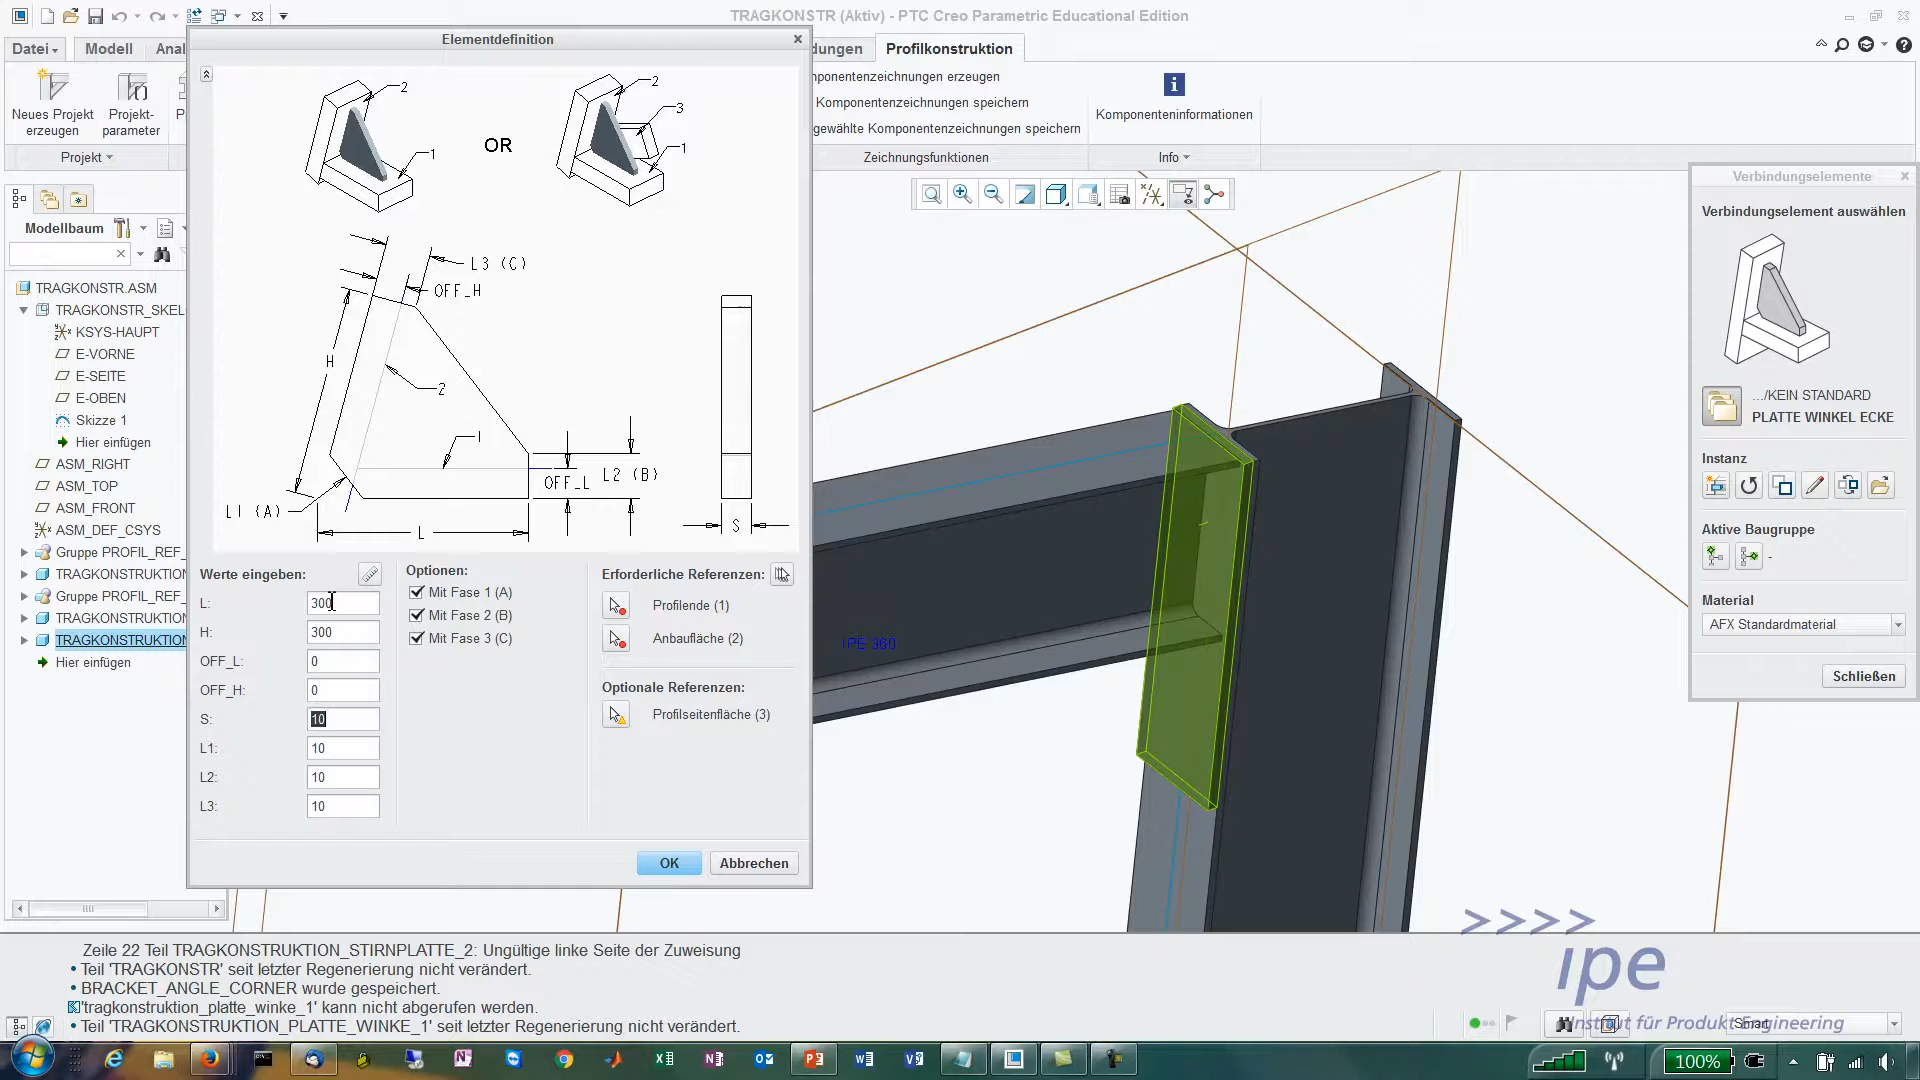 TRAGKONSTR (Aktiv) - PTC Creo Parametric Educational Edition
Datei
Modell
Profilkonstruktion
Neues Projekt
erzeugen
Projekt-
parameter
Projekt
Komponentenzeichnungen speichern
Zeichnungsfunktionen
Komponenteninformationen
Info
Elementdefinition
2
1
OR
2
3
1
L3 (C)
OFF_H
H
2
1
OFF_L
L2 (B)
L1 (A)
L
S
Modellbaum
TRAGKONSTR.ASM
TRAGKONSTR_SKEL
KSYS-HAUPT
E-VORNE
E-SEITE
E-OBEN
Skizze 1
Hier einfügen
ASM_RIGHT
ASM_TOP
ASM_FRONT
ASM_DEF_CSYS
Gruppe PROFIL_REF_
TRAGKONSTRUKTION
Gruppe PROFIL_REF_
TRAGKONSTRUKTION
TRAGKONSTRUKTION
Hier einfügen
Werte eingeben:
L: 300
H: 300
OFF_L: 0
OFF_H: 0
S: 10
L1: 10
L2: 10
L3: 10
Optionen:
Mit Fase 1 (A)
Mit Fase 2 (B)
Mit Fase 3 (C)
Erforderliche Referenzen:
Profilende (1)
Anbaufläche (2)
Optionale Referenzen:
Profilseitenfläche (3)
OK
Abbrechen
IPE 360
Verbindungselemente
Verbindungselement auswählen
.../KEIN STANDARD
PLATTE WINKEL ECKE
Instanz
Aktive Baugruppe
-
Material
AFX Standardmaterial
Schließen
Zeile 22 Teil TRAGKONSTRUKTION_STIRNPLATTE_2: Ungültige linke Seite der Zuweisung
• Teil 'TRAGKONSTR' seit letzter Regenerierung nicht verändert.
• BRACKET_ANGLE_CORNER wurde gespeichert.
'tragkonstruktion_platte_winke_1' kann nicht abgerufen werden.
• Teil 'TRAGKONSTRUKTION_PLATTE_WINKE_1' seit letzter Regenerierung nicht verändert.
>>>>
ipe
Institut für Produkt Engineering
Smart
100%